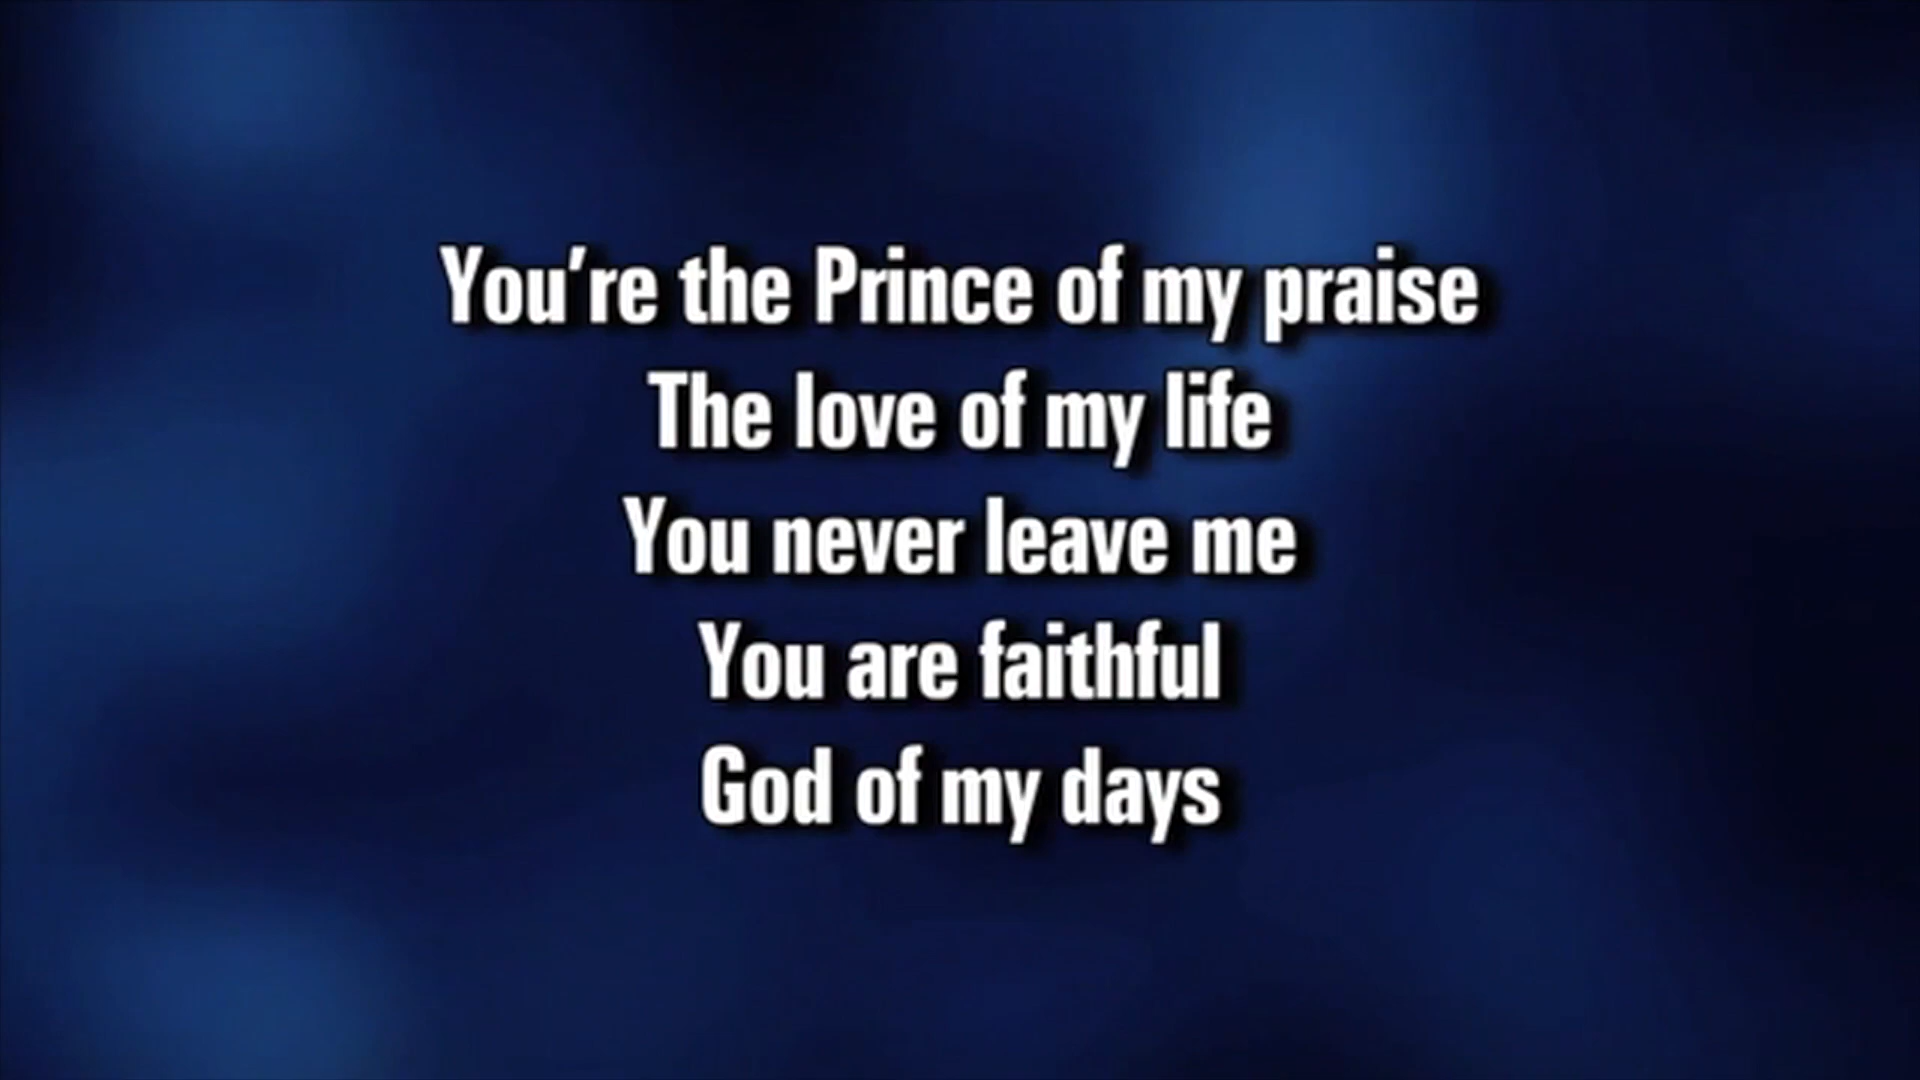 You're the Prince of my praise
The love of my life
You never leave me
You are faithful
God of my days